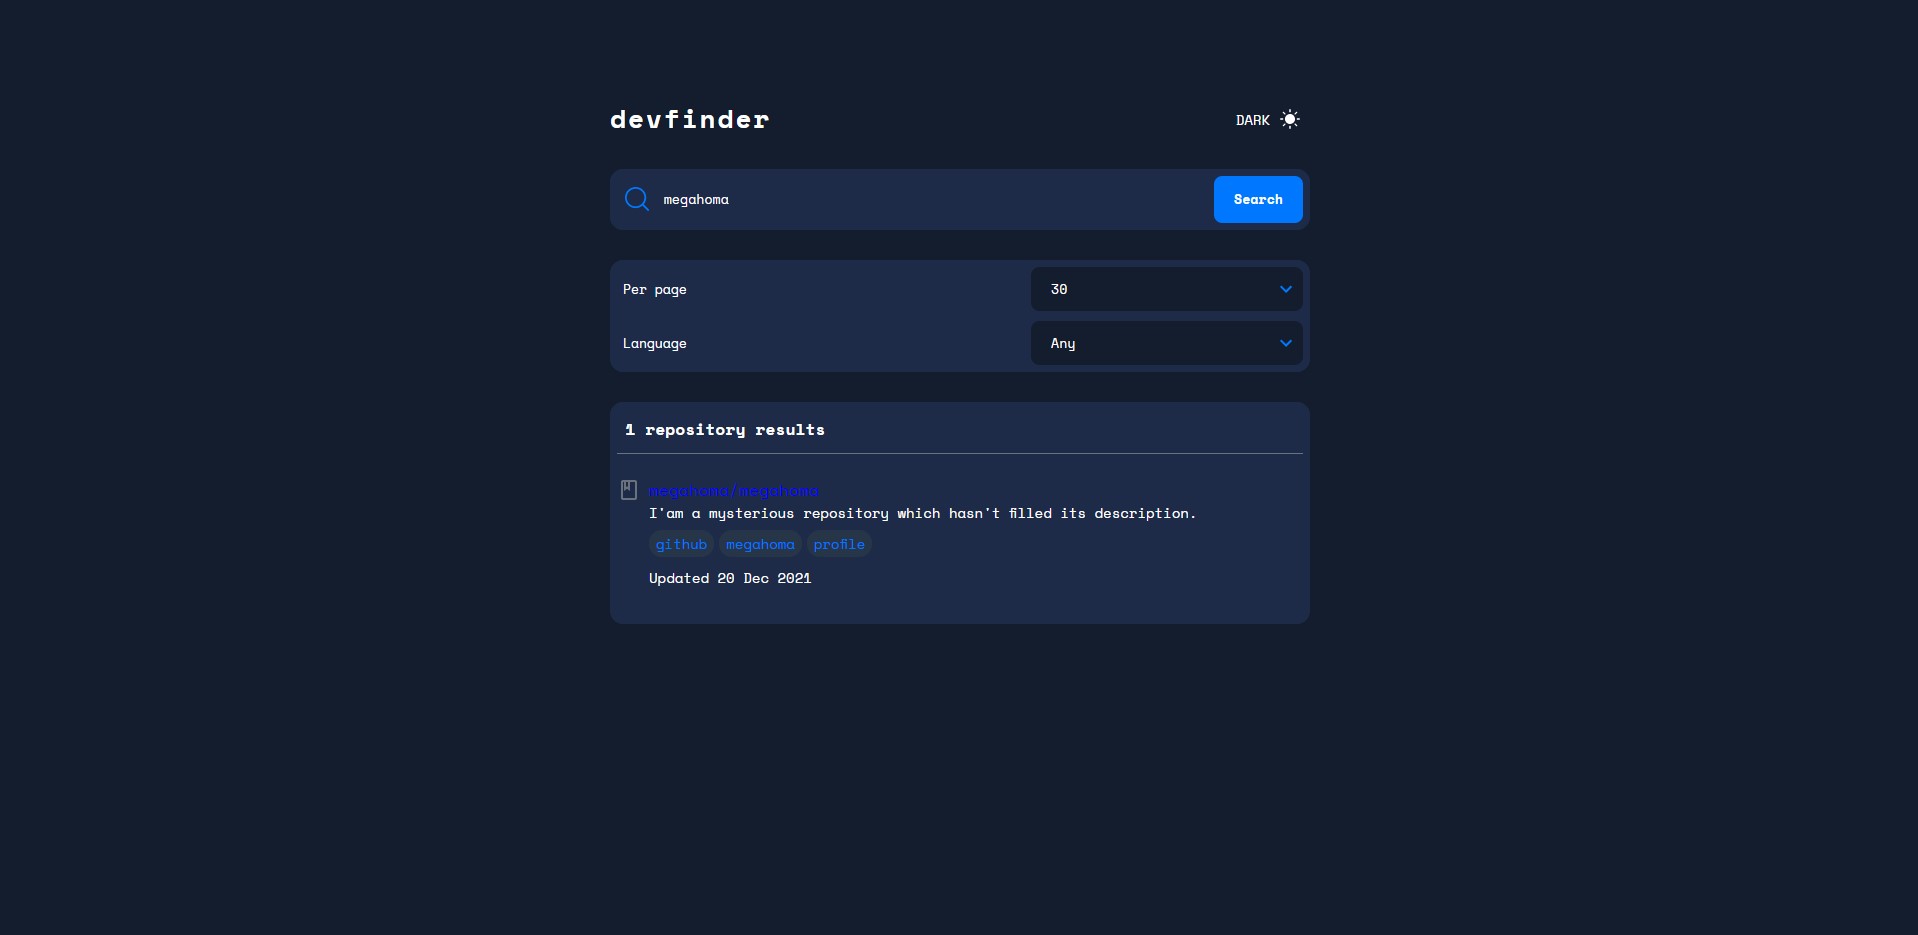 devfinder
DARK
megahoma
Search
Per page
30
Language
Any
1 repository results
megahoma/megahoma
I'am a mysterious repository which hasn't filled its description.
github megahoma profile
Updated 20 Dec 2021